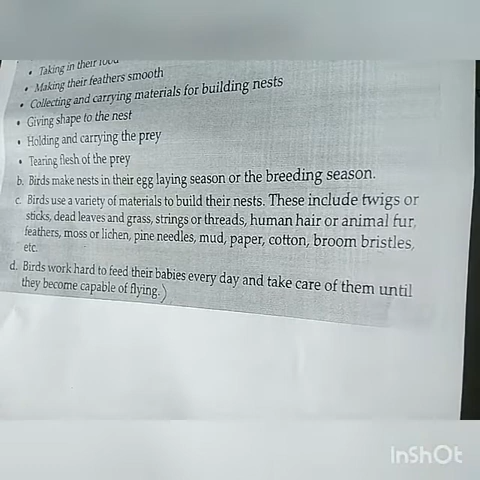 • Taking in their food
• Making their feathers smooth
• Collecting and carrying materials for building nests
• Giving shape to the nest
• Holding and carrying the prey
• Tearing flesh of the prey
b. Birds make nests in their egg laying season or the breeding season.
c. Birds use a variety of materials to build their nests. These include twigs or
sticks, dead leaves and grass, strings or threads, human hair or animal fur,
feathers, moss or lichen, pine needles, mud, paper, cotton, broom bristles,
etc.
d. Birds work hard to feed their babies every day and take care of them until
they become capable of flying.)
InShOt